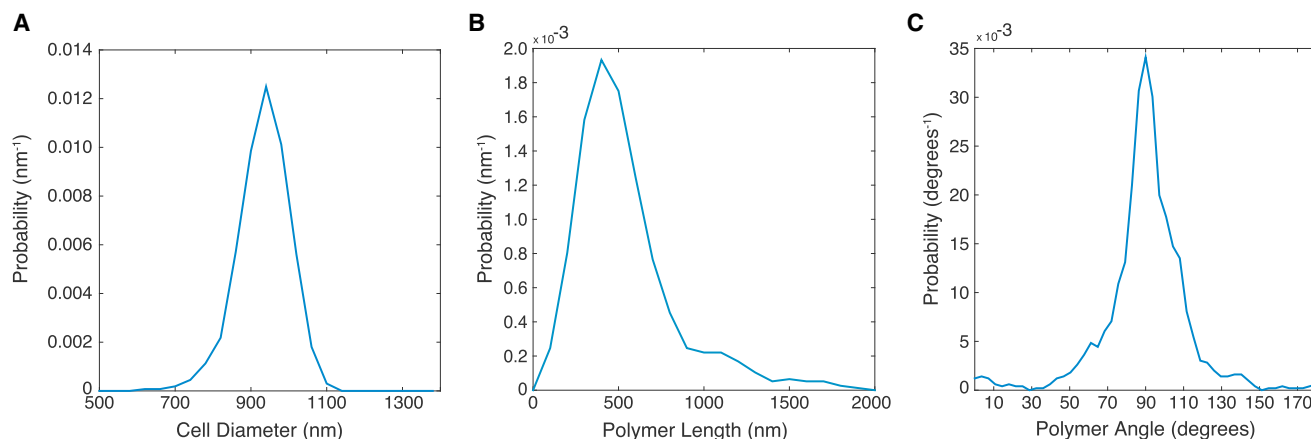 A
0.014
0.012
0.010
0.008
0.006
0.004
0.002
0
500 700 900 1100 1300
Probability (nm-1)
Cell Diameter (nm)
B
x 10-3
2.0
1.8
1.6
1.4
1.2
1.0
0.8
0.6
0.4
0.2
0
0 500 1000 1500 2000
Probability (nm-1)
Polymer Length (nm)
C
x 10-3
35
30
25
20
15
10
5
0
10 30 50 70 90 110 130 150 170
Probability (degrees-1)
Polymer Angle (degrees)